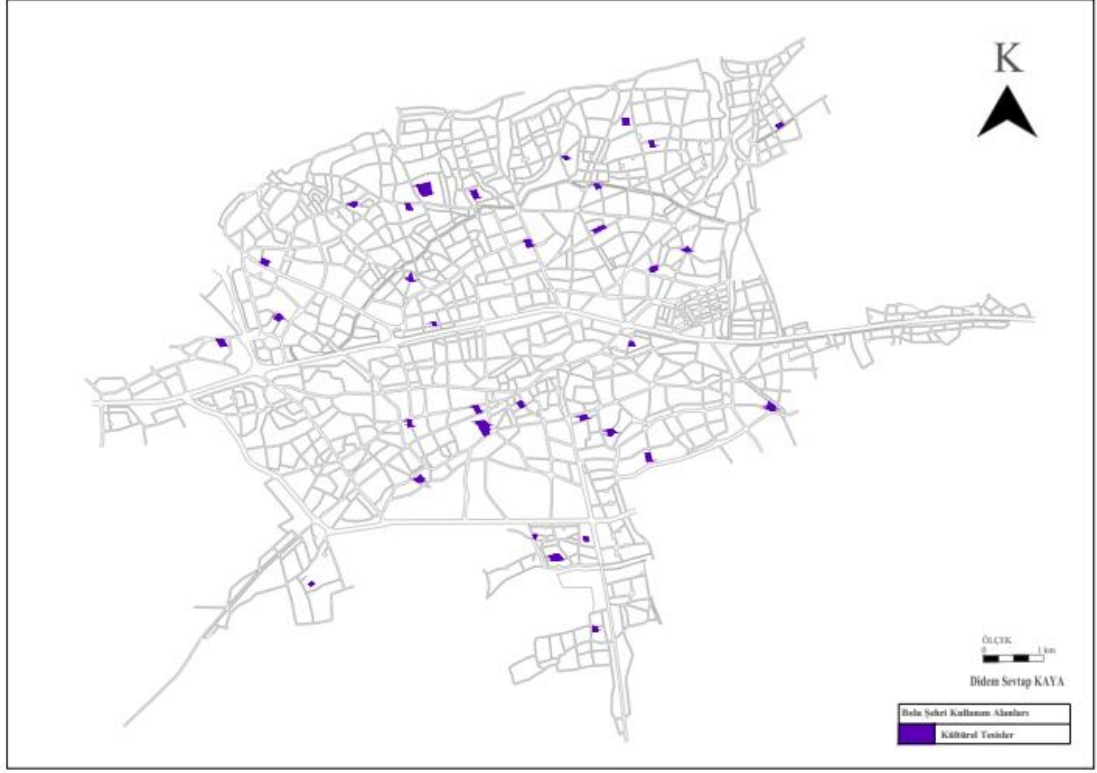 K
ÖLÇEK
0 1 km
Didem Sevtap KAYA
Bolu Şehri Kullanım Alanları
Kültürel Tesisler